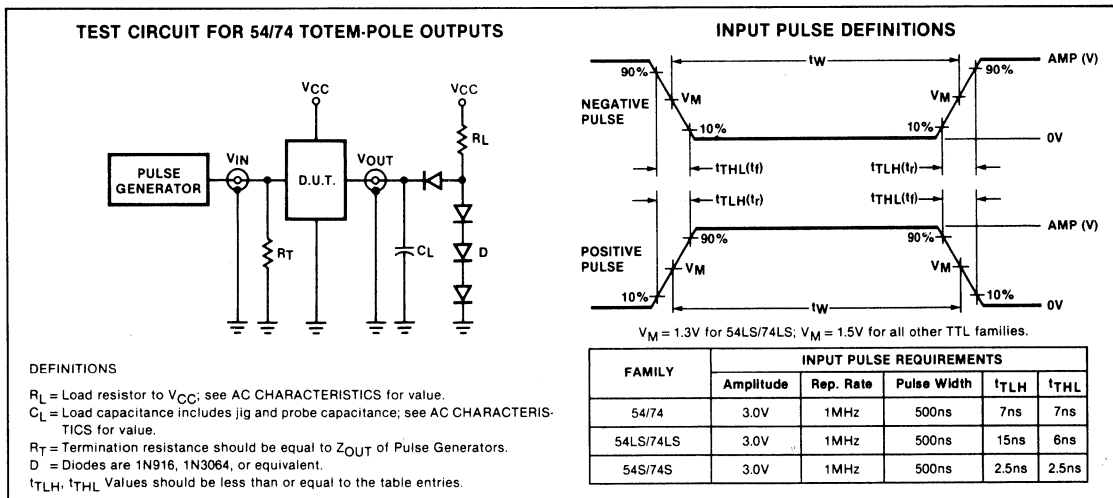 TEST CIRCUIT FOR 54/74 TOTEM-POLE OUTPUTS
VCC
VCC
RL
VIN
VOUT
PULSE
GENERATOR
D.U.T.
RT
CL
D
DEFINITIONS
RL = Load resistor to VCC; see AC CHARACTERISTICS for value.
CL = Load capacitance includes jig and probe capacitance; see AC CHARACTERIS-
TICS for value.
RT = Termination resistance should be equal to ZOUT of Pulse Generators.
D = Diodes are 1N916, 1N3064, or equivalent.
tTLH, tTHL Values should be less than or equal to the table entries.
INPUT PULSE DEFINITIONS
tW
AMP (V)
90%
90%
NEGATIVE
PULSE
VM
VM
10%
10%
0V
tTHL(tf)
tTLH(tr)
tTLH(tr)
tTHL(tf)
AMP (V)
90%
90%
POSITIVE
PULSE
VM
VM
10%
10%
tW
0V
VM = 1.3V for 54LS/74LS; VM = 1.5V for all other TTL families.
FAMILY INPUT PULSE REQUIREMENTS
Amplitude Rep. Rate Pulse Width tTLH tTHL
54/74 3.0V 1MHz 500ns 7ns 7ns
54LS/74LS 3.0V 1MHz 500ns 15ns 6ns
54S/74S 3.0V 1MHz 500ns 2.5ns 2.5ns